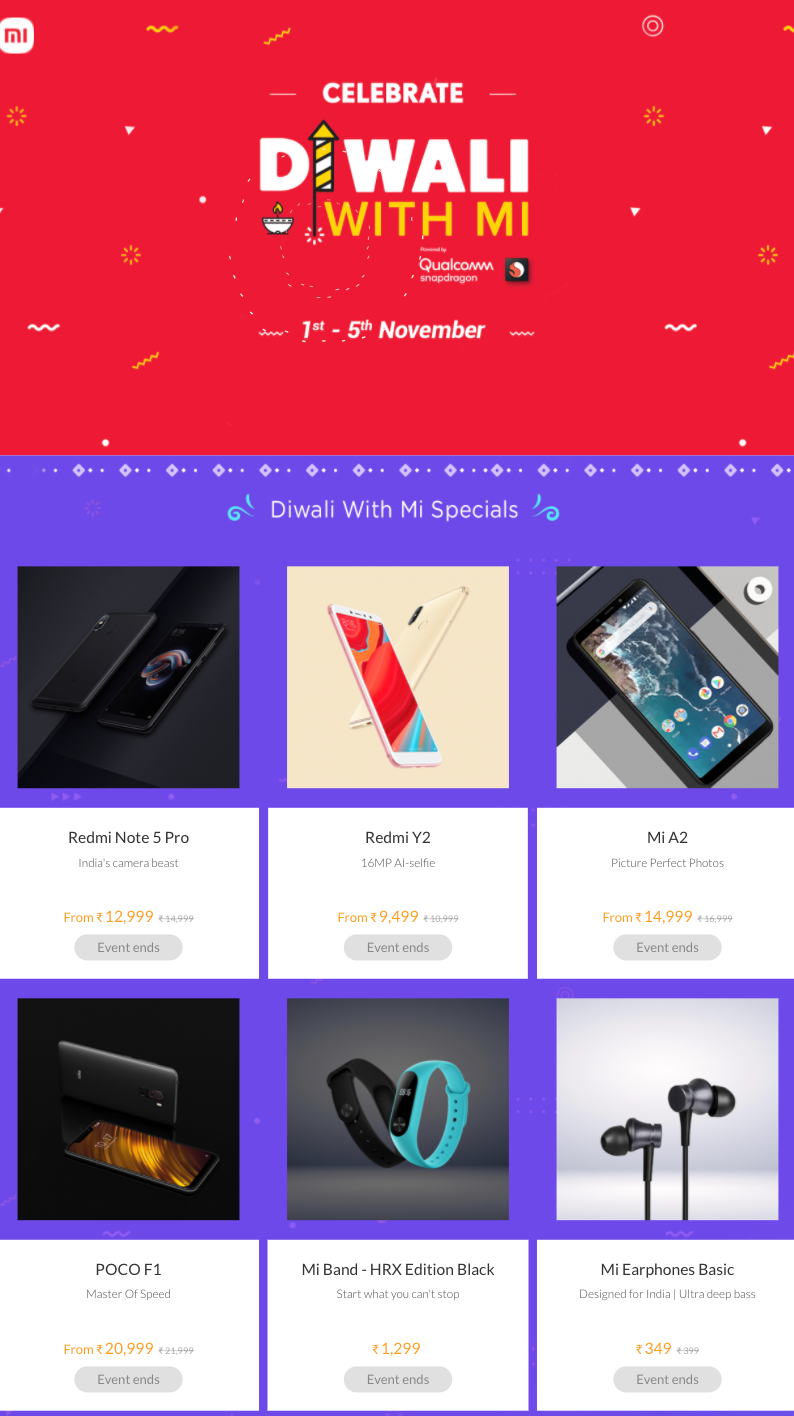 mi
CELEBRATE
DIWALI
WITH MI
Powered by
Qualcomm
snapdragon
1st - 5th November
Diwali With Mi Specials
Redmi Note 5 Pro
India's camera beast
From ₹ 12,999 ₹ 14,999
Event ends
Redmi Y2
16MP AI-selfie
From ₹ 9,499 ₹ 10,999
Event ends
Mi A2
Picture Perfect Photos
From ₹ 14,999 ₹ 16,999
Event ends
POCO F1
Master Of Speed
From ₹ 20,999 ₹ 21,999
Event ends
Mi Band - HRX Edition Black
Start what you can't stop
₹ 1,299
Event ends
Mi Earphones Basic
Designed for India | Ultra deep bass
₹ 349 ₹ 399
Event ends